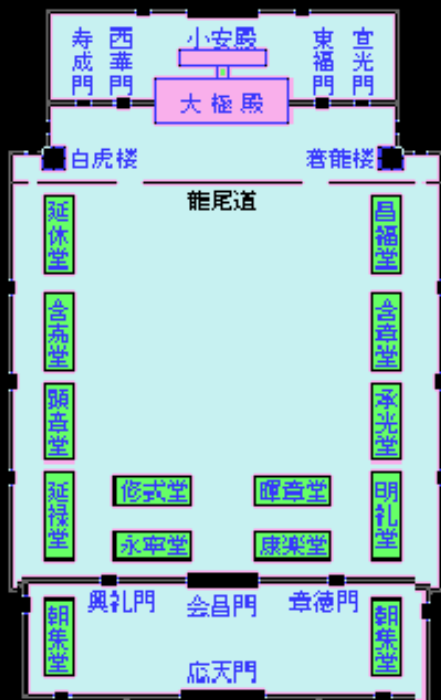 寿成門
西華門
小安殿
東福門
宣光門
大極殿
白虎楼
蒼龍楼
龍尾道
延休堂
昌福堂
含嘉堂
含章堂
顕章堂
承光堂
延禄堂
修式堂
暉章堂
明礼堂
永寧堂
康楽堂
興礼門
会昌門
章徳門
朝集堂
朝集堂
応天門